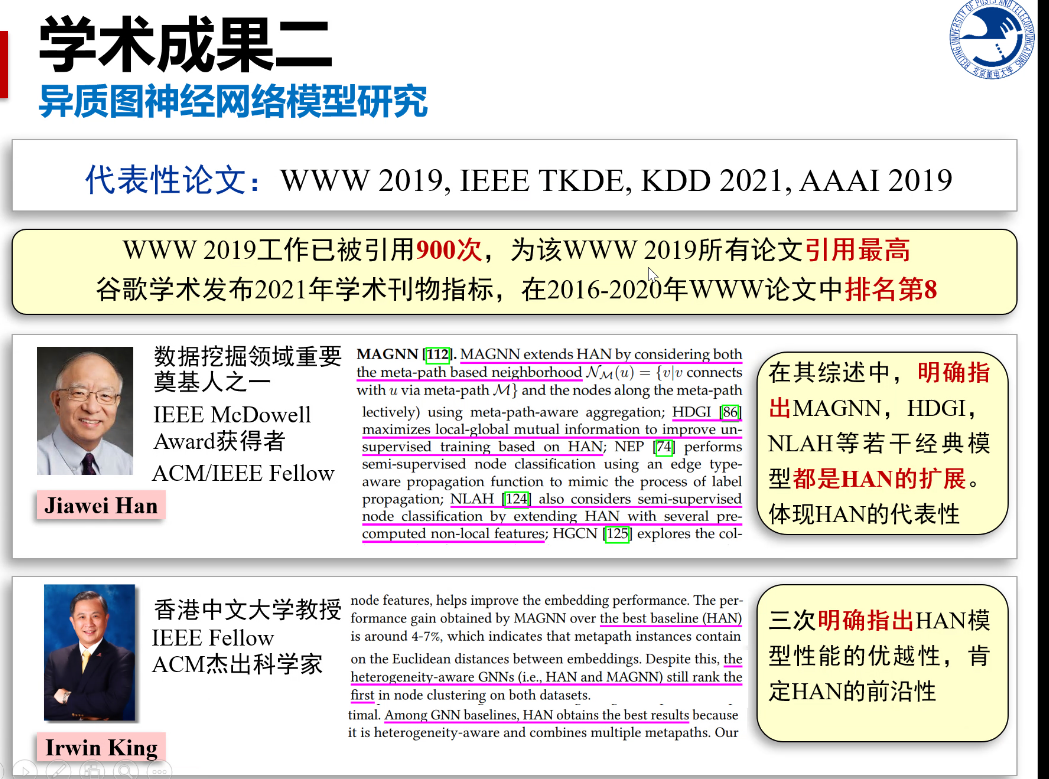 学术成果二
异质图神经网络模型研究
代表性论文：WWW 2019, IEEE TKDE, KDD 2021, AAAI 2019
WWW 2019工作已被引用900次，为该WWW 2019所有论文引用最高
谷歌学术发布2021年学术刊物指标，在2016-2020年WWW论文中排名第8
数据挖掘领域重要
奠基人之一
IEEE McDowell
Award获得者
ACM/IEEE Fellow
Jiawei Han
MAGNN [112]. MAGNN extends HAN by considering both
the meta-path based neighborhood N_M(u) = {v|v connects
with u via meta-path M} and the nodes along the meta-path
lectively) using meta-path-aware aggregation; HDGI [86]
maximizes local-global mutual information to improve un-
supervised training based on HAN; NEP [74] performs
semi-supervised node classification using an edge type-
aware propagation function to mimic the process of label
propagation; NLAH [124] also considers semi-supervised
node classification by extending HAN with several pre-
computed non-local features; HGCN [125] explores the col-
在其综述中，明确指
出MAGNN，HDGI，
NLAH等若干经典模
型都是HAN的扩展。
体现HAN的代表性
香港中文大学教授
IEEE Fellow
ACM杰出科学家
Irwin King
node features, helps improve the embedding performance. The per-
formance gain obtained by MAGNN over the best baseline (HAN)
is around 4-7%, which indicates that metapath instances contain
on the Euclidean distances between embeddings. Despite this, the
heterogeneity-aware GNNs (i.e., HAN and MAGNN) still rank the
first in node clustering on both datasets.
timal. Among GNN baselines, HAN obtains the best results because
it is heterogeneity-aware and combines multiple metapaths. Our
三次明确指出HAN模
型性能的优越性，肯
定HAN的前沿性